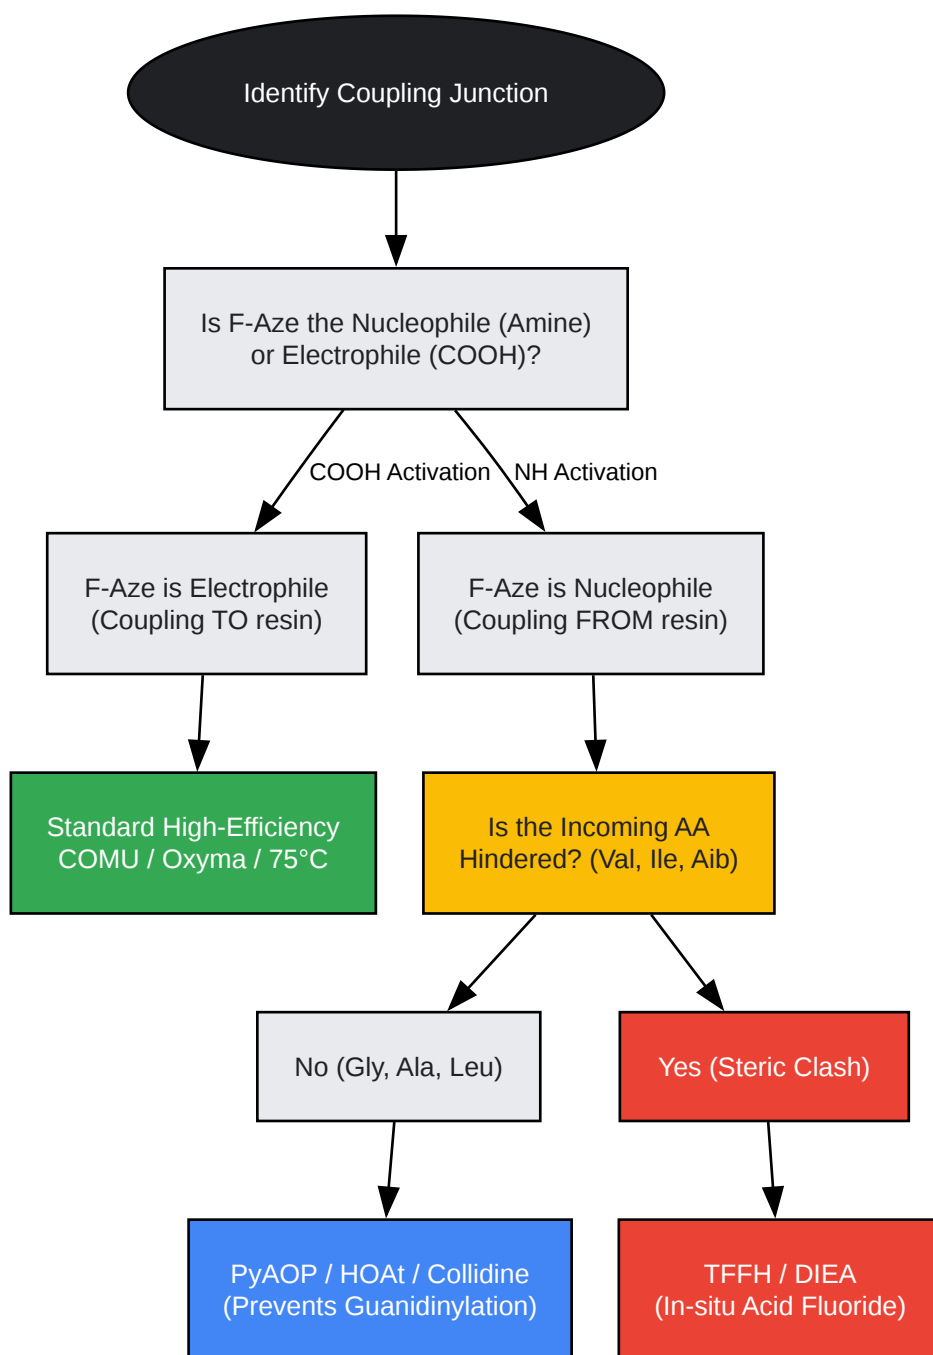 Identify Coupling Junction
Is F-Aze the Nucleophile (Amine)
or Electrophile (COOH)?
COOH Activation
NH Activation
F-Aze is Electrophile
(Coupling TO resin)
F-Aze is Nucleophile
(Coupling FROM resin)
Standard High-Efficiency
COMU / Oxyma / 75°C
Is the Incoming AA
Hindered? (Val, Ile, Aib)
No (Gly, Ala, Leu)
Yes (Steric Clash)
PyAOP / HOAt / Collidine
(Prevents Guanidinylation)
TFFH / DIEA
(In-situ Acid Fluoride)